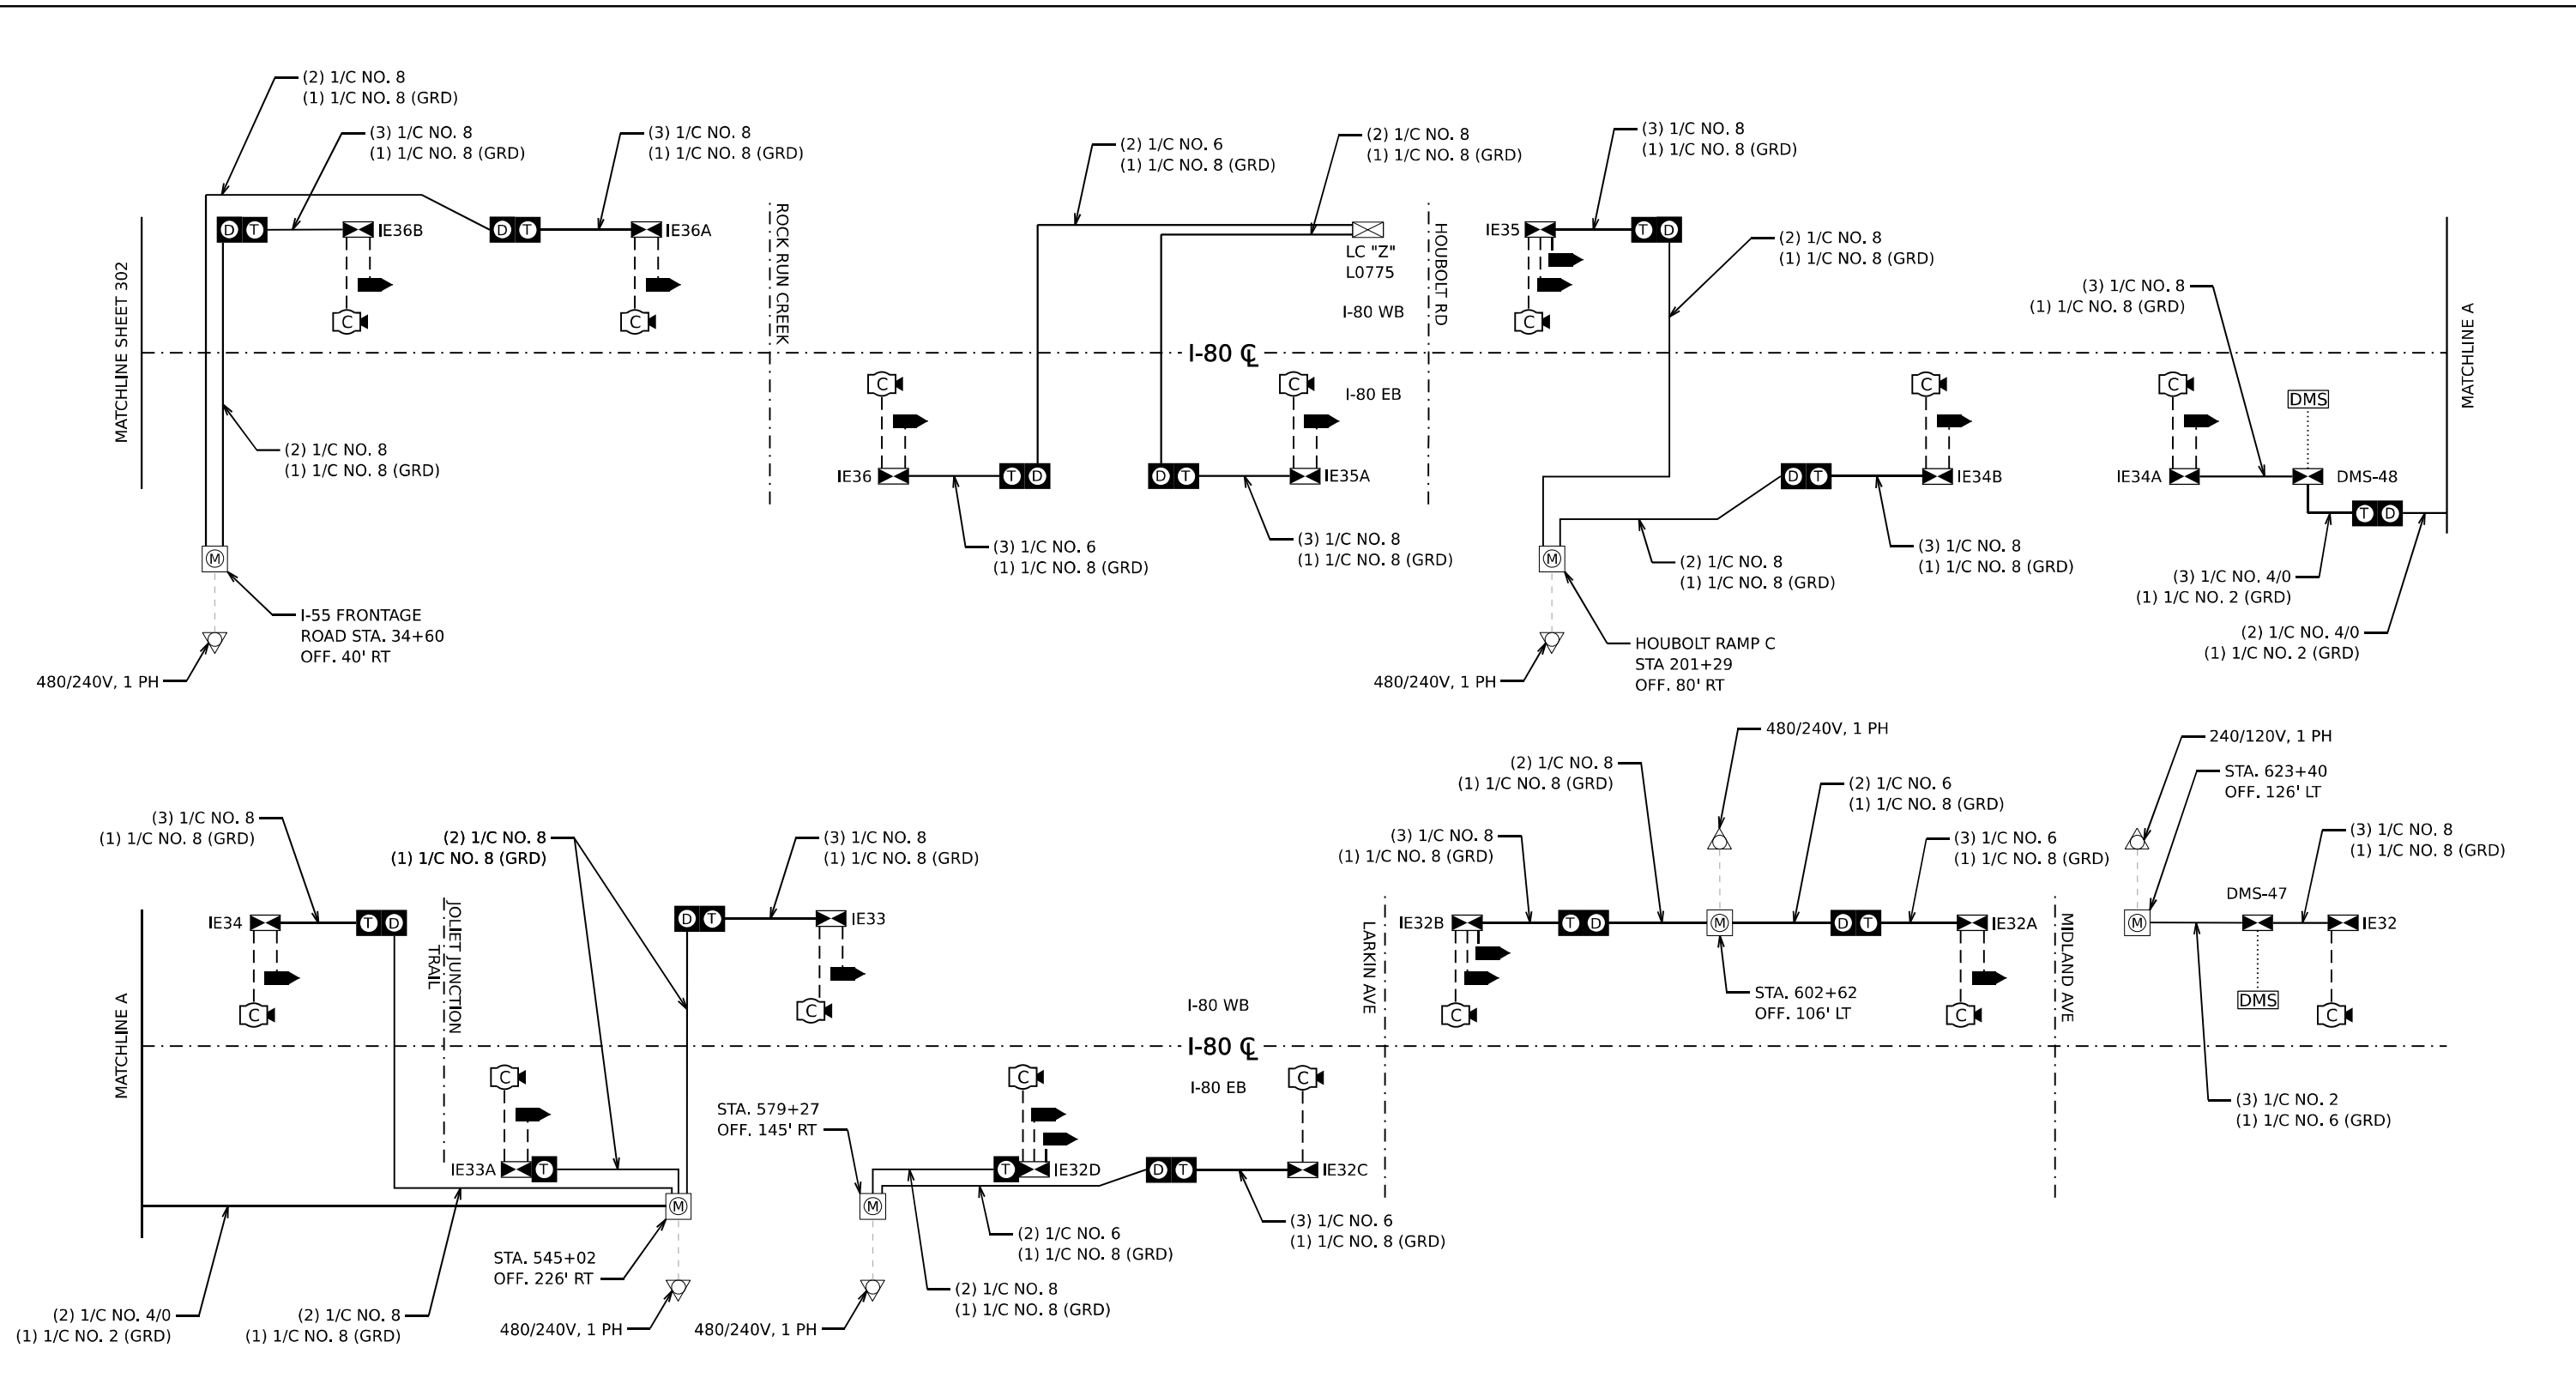 (2) 1/C NO. 8
(1) 1/C NO. 8 (GRD)
(3) 1/C NO. 8
(1) 1/C NO. 8 (GRD)
(3) 1/C NO. 8
(1) 1/C NO. 8 (GRD)
(2) 1/C NO. 6
(1) 1/C NO. 8 (GRD)
(2) 1/C NO. 8
(1) 1/C NO. 8 (GRD)
(3) 1/C NO. 8
(1) 1/C NO. 8 (GRD)
MATCHLINE SHEET 302
D T
IE36B
C
D T
IE36A
C
ROCK RUN CREEK
LC "Z"
L0775
I-80 WB
HOUBOLT RD
IE35
T D
C
(2) 1/C NO. 8
(1) 1/C NO. 8 (GRD)
(3) 1/C NO. 8
(1) 1/C NO. 8 (GRD)
MATCHLINE A
I-80 CL
I-80 EB
(2) 1/C NO. 8
(1) 1/C NO. 8 (GRD)
C
IE36
T D
(3) 1/C NO. 6
(1) 1/C NO. 8 (GRD)
C
D T
IE35A
(3) 1/C NO. 8
(1) 1/C NO. 8 (GRD)
C
D T
IE34B
(2) 1/C NO. 8
(1) 1/C NO. 8 (GRD)
(3) 1/C NO. 8
(1) 1/C NO. 8 (GRD)
C
IE34A
DMS
DMS-48
T D
(3) 1/C NO. 4/0
(1) 1/C NO. 2 (GRD)
(2) 1/C NO. 4/0
(1) 1/C NO. 2 (GRD)
M
I-55 FRONTAGE
ROAD STA. 34+60
OFF. 40' RT
480/240V, 1 PH
M
HOUBOLT RAMP C
STA 201+29
OFF. 80' RT
480/240V, 1 PH
480/240V, 1 PH
240/120V, 1 PH
STA. 623+40
OFF. 126' LT
(3) 1/C NO. 8
(1) 1/C NO. 8 (GRD)
(2) 1/C NO. 8
(1) 1/C NO. 8 (GRD)
(3) 1/C NO. 8
(1) 1/C NO. 8 (GRD)
(2) 1/C NO. 8
(1) 1/C NO. 8 (GRD)
(3) 1/C NO. 8
(1) 1/C NO. 8 (GRD)
(2) 1/C NO. 6
(1) 1/C NO. 8 (GRD)
(3) 1/C NO. 6
(1) 1/C NO. 8 (GRD)
(3) 1/C NO. 8
(1) 1/C NO. 8 (GRD)
MATCHLINE A
IE34
T D
C
JOLIET JUNCTION
TRAIL
D T
IE33
C
I-80 WB
LARKIN AVE
IE32B
T D
C
M
STA. 602+62
OFF. 106' LT
D T
IE32A
C
MIDLAND AVE
M
DMS-47
DMS
IE32
C
I-80 CL
I-80 EB
C
IE33A
T
STA. 579+27
OFF. 145' RT
C
T
IE32D
D T
C
IE32C
(3) 1/C NO. 2
(1) 1/C NO. 6 (GRD)
M
M
(2) 1/C NO. 6
(1) 1/C NO. 8 (GRD)
(3) 1/C NO. 6
(1) 1/C NO. 8 (GRD)
STA. 545+02
OFF. 226' RT
(2) 1/C NO. 8
(1) 1/C NO. 8 (GRD)
(2) 1/C NO. 4/0
(1) 1/C NO. 2 (GRD)
(2) 1/C NO. 8
(1) 1/C NO. 8 (GRD)
480/240V, 1 PH
480/240V, 1 PH